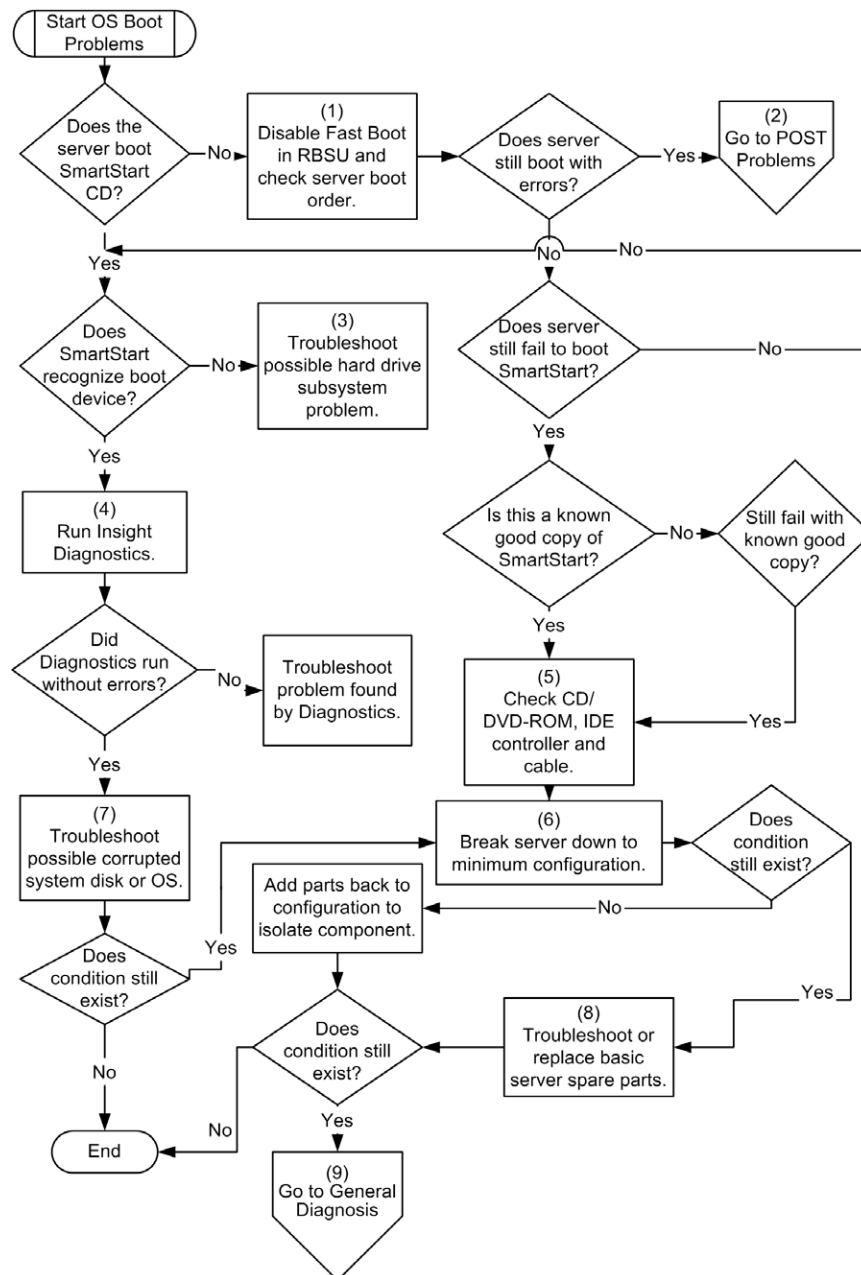 Start OS Boot
Problems
Does the
server boot
SmartStart
CD?
No
(1)
Disable Fast Boot
in RBSU and
check server boot
order.
Does server
still boot with
errors?
Yes
(2)
Go to POST
Problems
Yes
No
No
Does
SmartStart
recognize boot
device?
No
(3)
Troubleshoot
possible hard drive
subsystem
problem.
Does server
still fail to boot
SmartStart?
No
Yes
Yes
(4)
Run Insight
Diagnostics.
Is this a known
good copy of
SmartStart?
No
Still fail with
known good
copy?
Did
Diagnostics run
without errors?
No
Troubleshoot
problem found
by Diagnostics.
Yes
(5)
Check CD/
DVD-ROM, IDE
controller and
cable.
Yes
Yes
(7)
Troubleshoot
possible corrupted
system disk or OS.
(6)
Break server down to
minimum configuration.
Does
condition
still exist?
Add parts back to
configuration to
isolate component.
No
Yes
Does
condition still
exist?
Yes
Does
condition still
exist?
(8)
Troubleshoot or
replace basic
server spare parts.
No
No
Yes
End
(9)
Go to General
Diagnosis